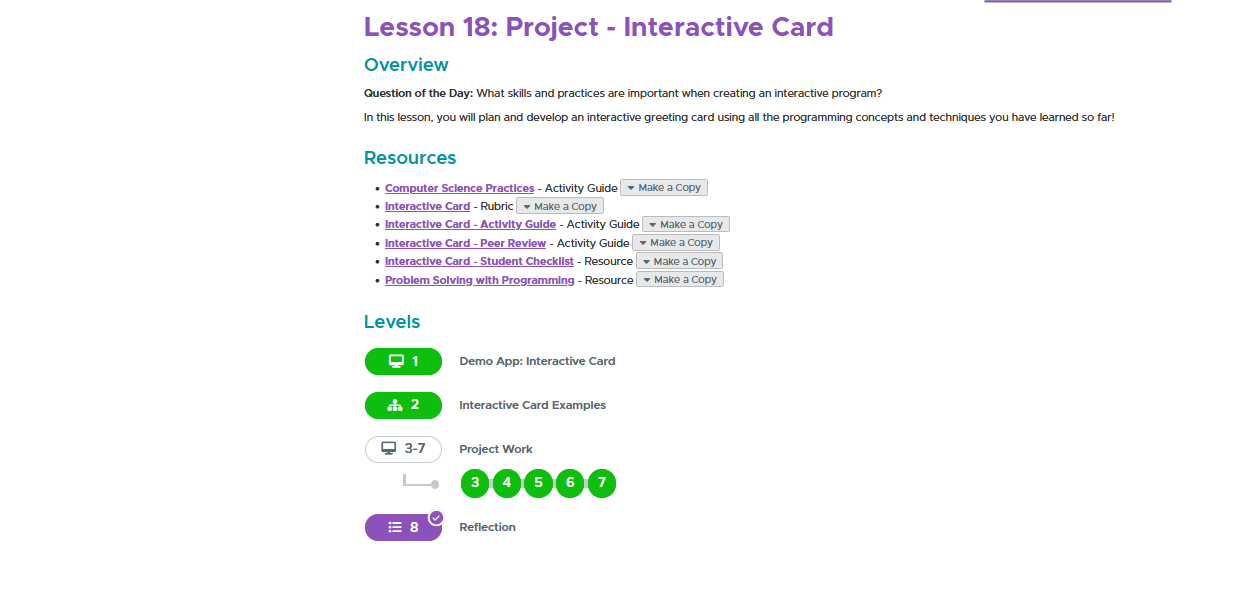 Lesson 18: Project - Interactive Card
Overview
Question of the Day: What skills and practices are important when creating an interactive program?
In this lesson, you will plan and develop an interactive greeting card using all the programming concepts and techniques you have learned so far!
Resources
Computer Science Practices - Activity Guide Make a Copy
Interactive Card - Rubric Make a Copy
Interactive Card - Activity Guide - Activity Guide Make a Copy
Interactive Card - Peer Review - Activity Guide Make a Copy
Interactive Card - Student Checklist - Resource Make a Copy
Problem Solving with Programming - Resource Make a Copy
Levels
1 Demo App: Interactive Card
2 Interactive Card Examples
3-7 Project Work
3 4 5 6 7
8 Reflection